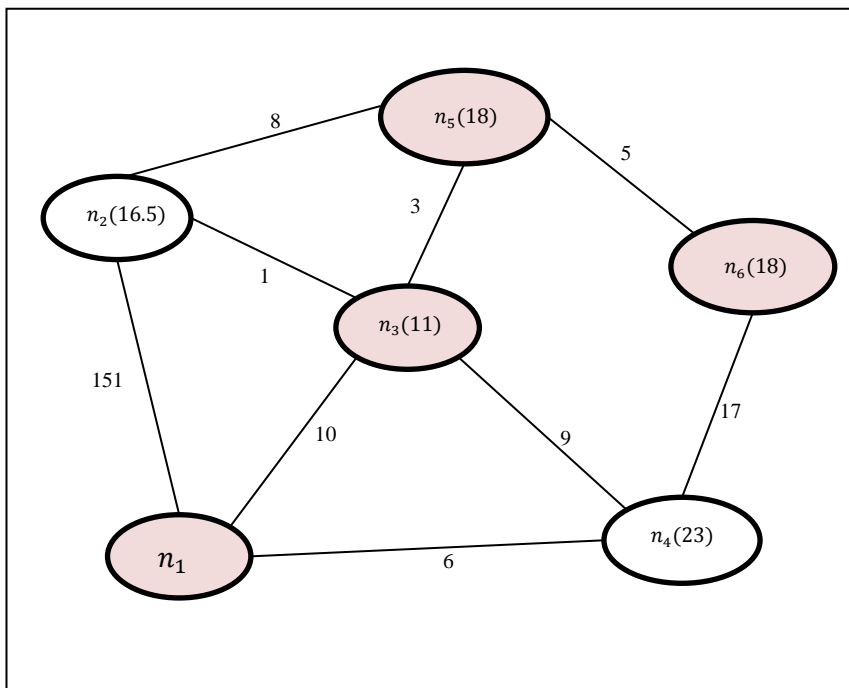 n₅(18)
8
5
3
n₂(16.5)
n₆(18)
1
n₃(11)
151
17
10
9
n₄(23)
n₁
6